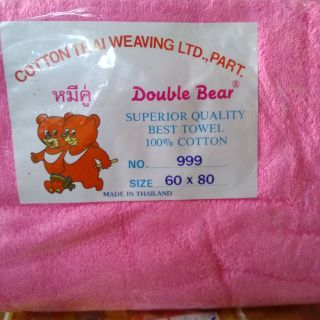 COTTON THAI WEAVING LTD., PART.
หมีคู่ Double Bear®
SUPERIOR QUALITY
BEST TOWEL
100% COTTON
NO. 999
SIZE 60 x 80
MADE IN THAILAND